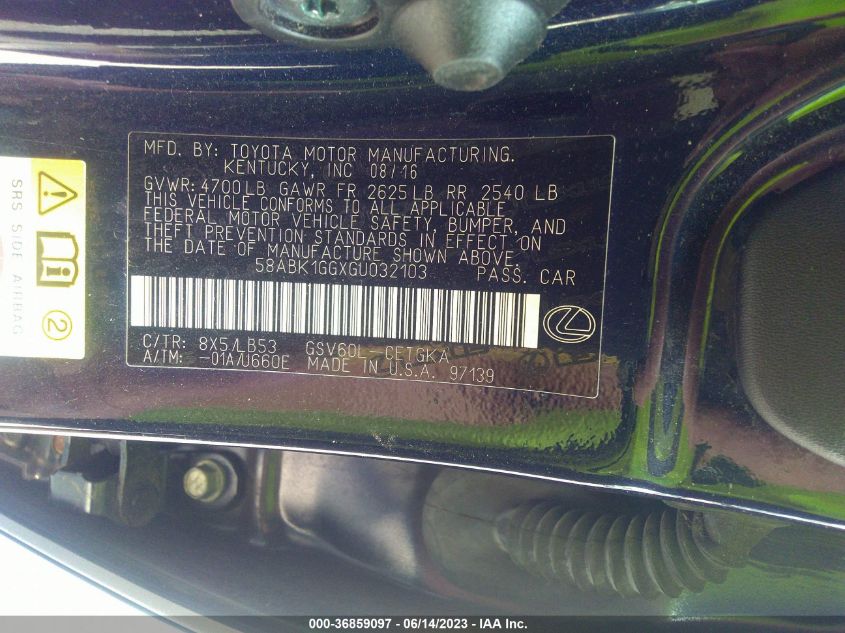 MFD. BY: TOYOTA MOTOR MANUFACTURING.
KENTUCKY, INC 08/16
GVWR: 4700LB GAWR FR 2625LB RR 2540 LB
THIS VEHICLE CONFORMS TO ALL APPLICABLE
FEDERAL MOTOR VEHICLE SAFETY, BUMPER, AND
THEFT PREVENTION STANDARDS IN EFFECT ON
THE DATE OF MANUFACTURE SHOWN ABOVE.
58ABK1GGXGU032103 PASS. CAR
C/TR: 8X5/LB53 GSV60L CETGKA
A/TM: -01A/U660E MADE IN U.S.A. 97139
SRS SIDE AIRBAG
2
000-36859097 - 06/14/2023 - IAA Inc.